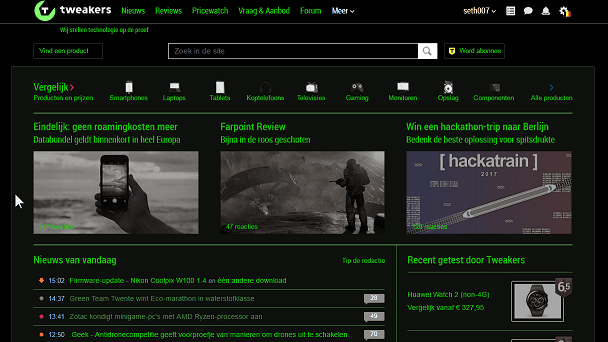 tweakers
Nieuws Reviews Pricewatch Vraag & Aanbod Forum Meer seth007
Wij stellen technologie op de proef
Vind een product Zoek in de site Word abonnee
Vergelijk
Producten en prijzen Smartphones Laptops Tablets Koptelefoons Televisies Gaming Monitoren Opslag Componenten Alle producten
Eindelijk: geen roamingkosten meer
Databundel geldt binnenkort in heel Europa
Farpoint Review
Bijna in de roos geschoten
47 reacties
Win een hackathon-trip naar Berlijn
Bedenk de beste oplossing voor spitsdrukte
[ hackatrain ]
2017
reacties
Nieuws van vandaag Tip de redactie
15:02 Firmware-update - Nikon Coolpix W100 1.4 en één andere download
14:37 Green Team Twente wint Eco-marathon in waterstofklasse 28
13:41 Zotac kondigt minigame-pc's met AMD Ryzen-processor aan 49
12:50 Geek - Antidronecompetitie geeft voorproefje van manieren om drones uit te schakelen 70
Recent getest door Tweakers
Huawei Watch 2 (non-4G)
Vergelijk vanaf € 327,95
6,5